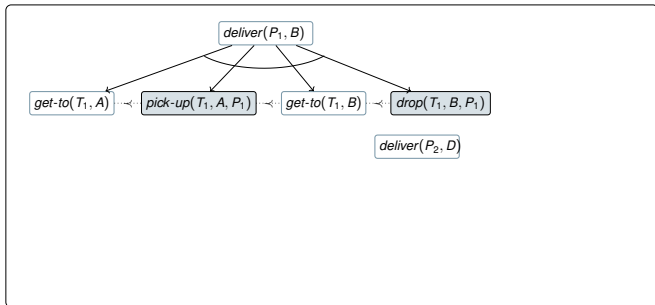 deliver(P₁, B)
get-to(T₁, A) ≺ pick-up(T₁, A, P₁) ≺ get-to(T₁, B) ≺ drop(T₁, B, P₁)
deliver(P₂, D)